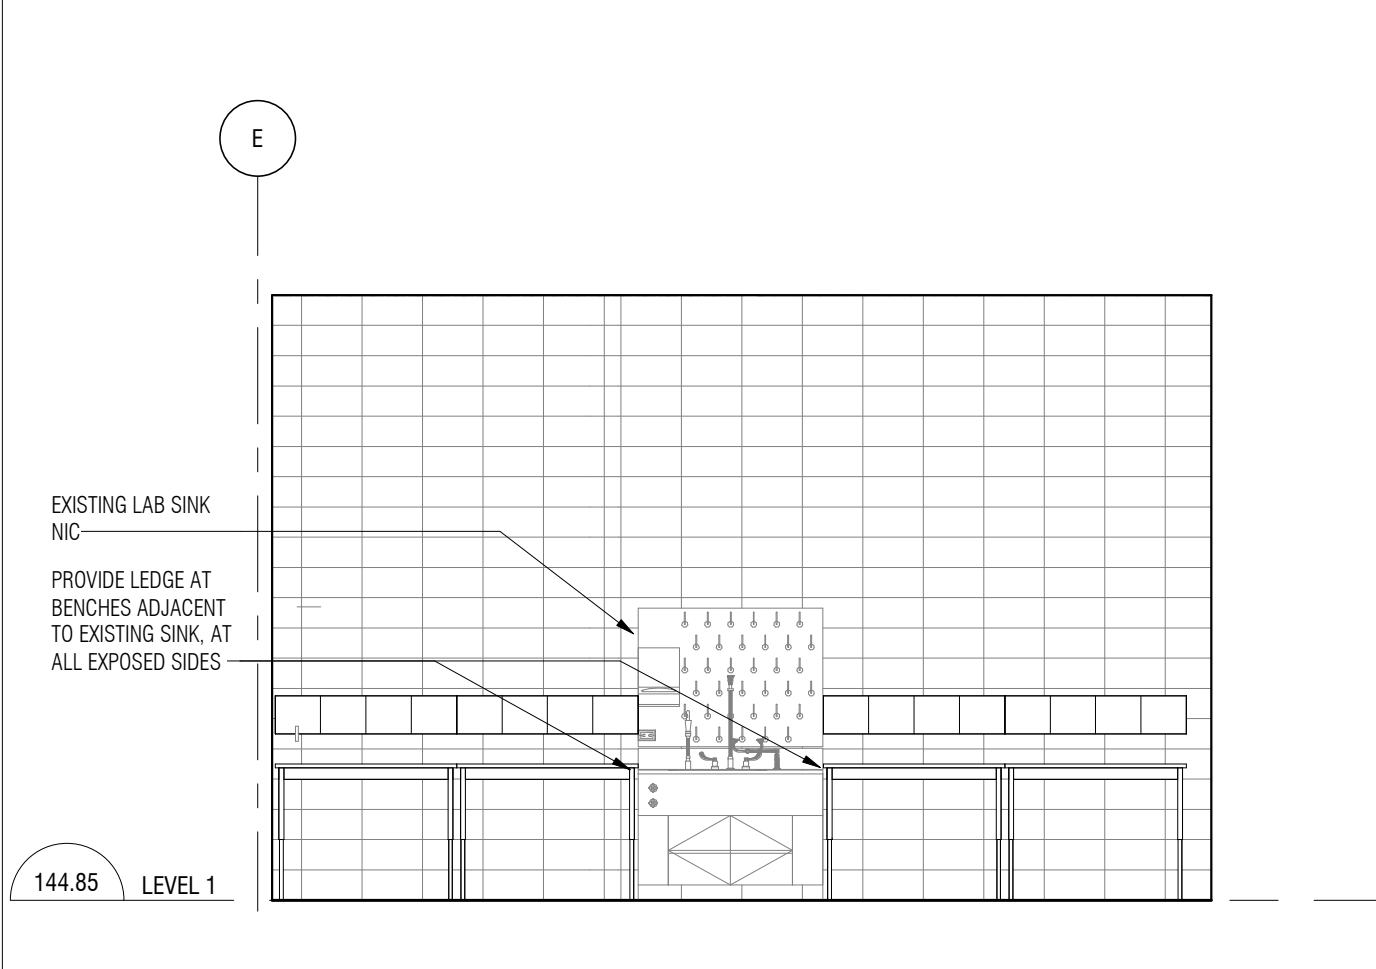 E
EXISTING LAB SINK
NIC
PROVIDE LEDGE AT
BENCHES ADJACENT
TO EXISTING SINK, AT
ALL EXPOSED SIDES
144.85
LEVEL 1